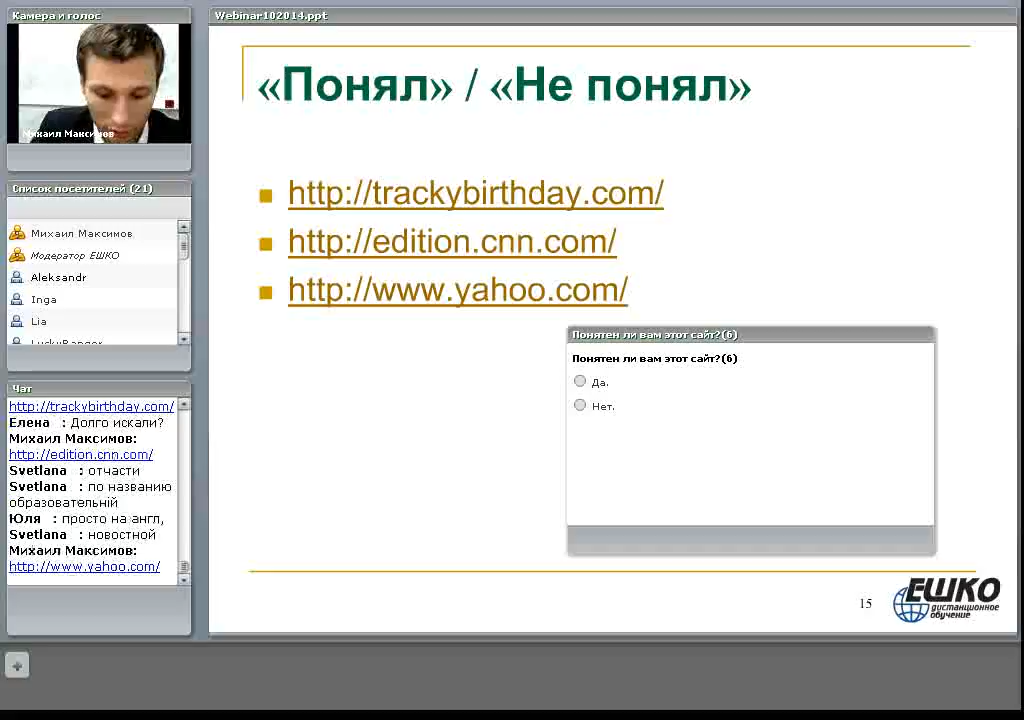 Камера и голос
Михаил Максимов
Список посетителей (21)
Михаил Максимов
Модератор ЕШКО
Aleksandr
Inga
Lia
LuckyRanger
Чат
http://trackybirthday.com/
Елена : Долго искали?
Михаил Максимов:
http://edition.cnn.com/
Svetlana : отчасти
Svetlana : по названию
образовательній
Юля : просто на англ,
Svetlana : новостной
Михаил Максимов:
http://www.yahoo.com/
Webinar102014.ppt
«Понял» / «Не понял»
http://trackybirthday.com/
http://edition.cnn.com/
http://www.yahoo.com/
Понятен ли вам этот сайт?(6)
Понятен ли вам этот сайт?(6)
Да.
Нет.
15
ЕШКО
дистанционное
обучение